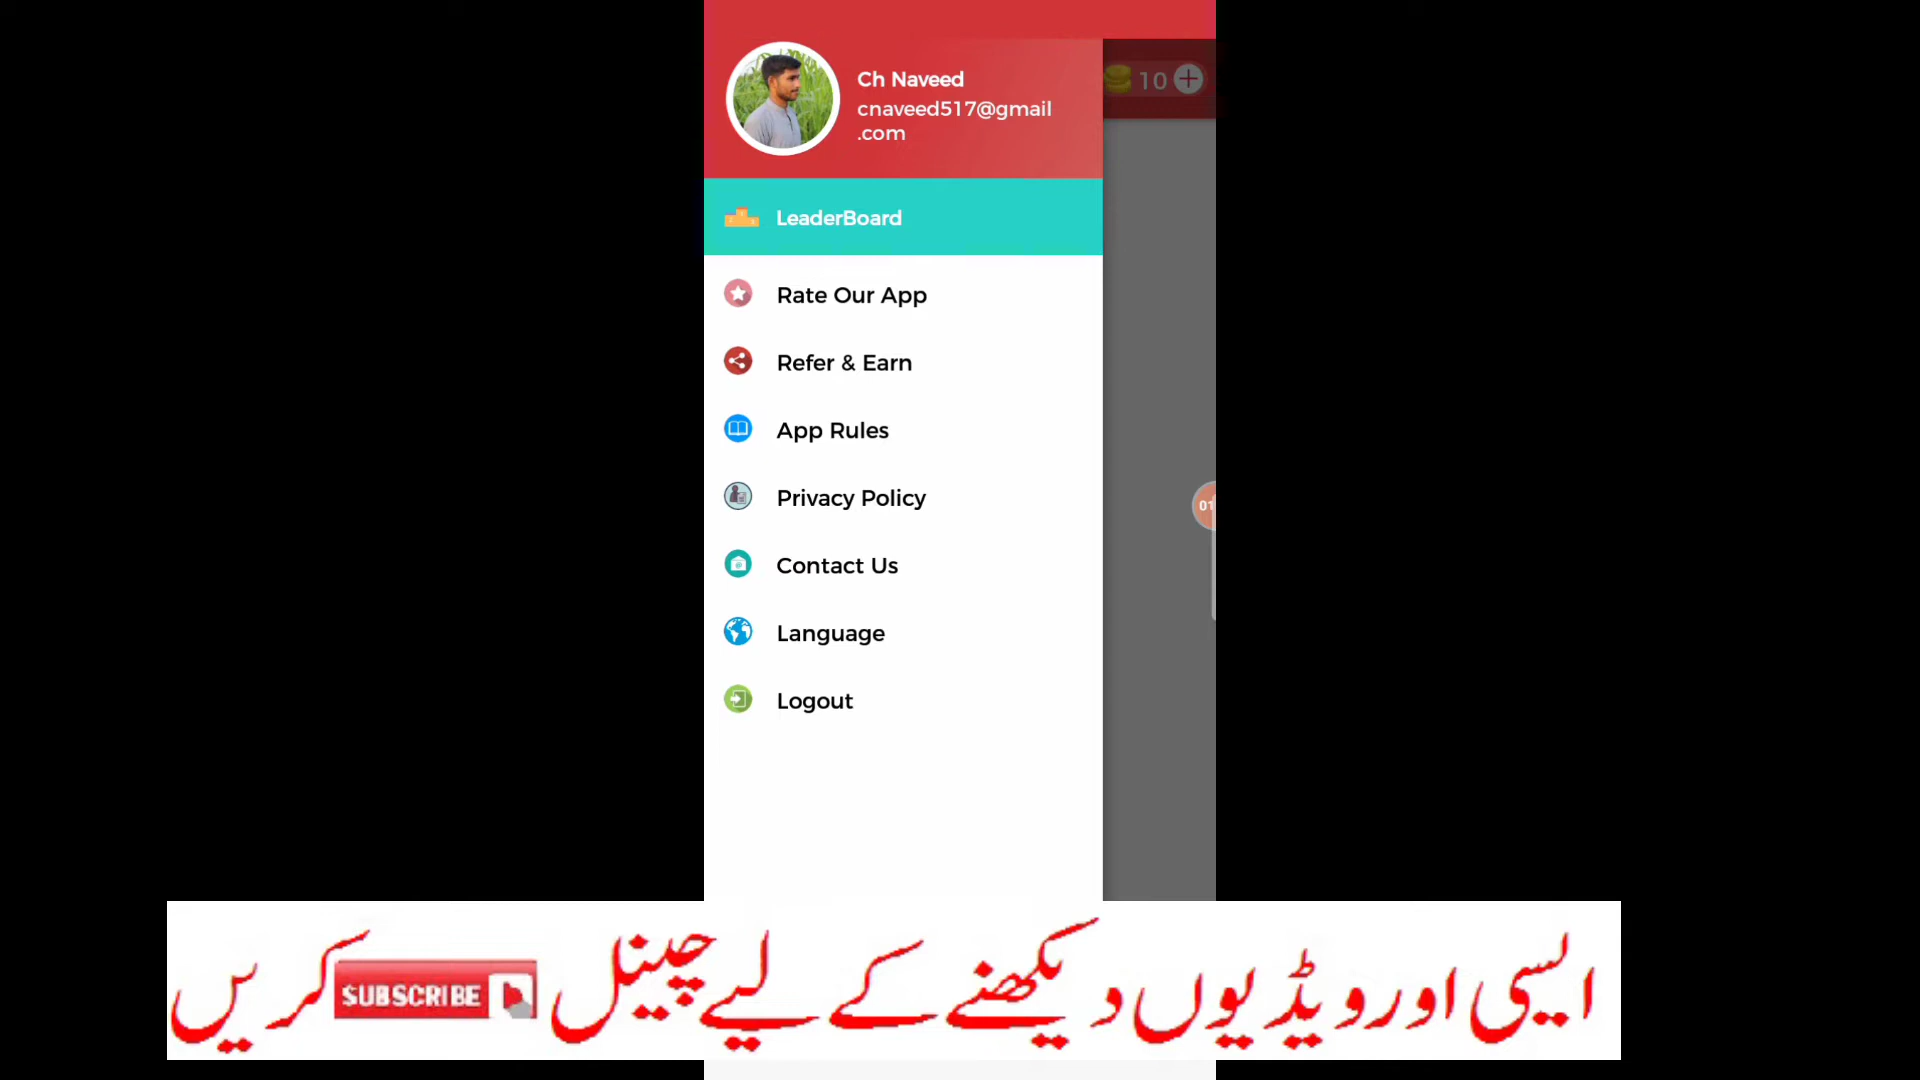 Ch Naveed
cnaveed517@gmail
.com
10
LeaderBoard
Rate Our App
Refer & Earn
App Rules
Privacy Policy
Contact Us
Language
Logout
01
ایسی اور ویڈیوں دیکھنے کے لیے چینل SUBSCRIBE کریں